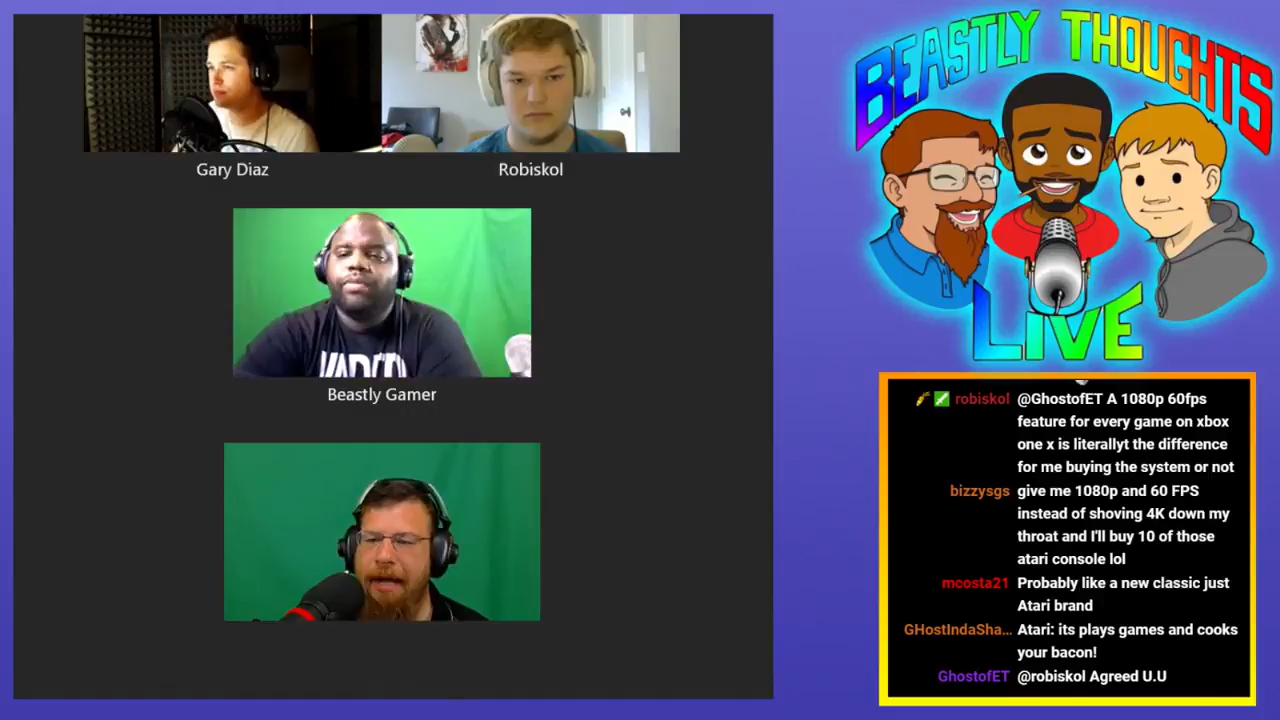 BEASTLY THOUGHTS
LIVE
Gary Diaz
Robiskol
Beastly Gamer
robiskol @GhostofET A 1080p 60fps
feature for every game on xbox
one x is literallyt the difference
for me buying the system or not
bizzysgs give me 1080p and 60 FPS
instead of shoving 4K down my
throat and I'll buy 10 of those
atari console lol
mcosta21 Probably like a new classic just
Atari brand
GHostIndaSha... Atari: its plays games and cooks
your bacon!
GhostofET @robiskol Agreed U.U